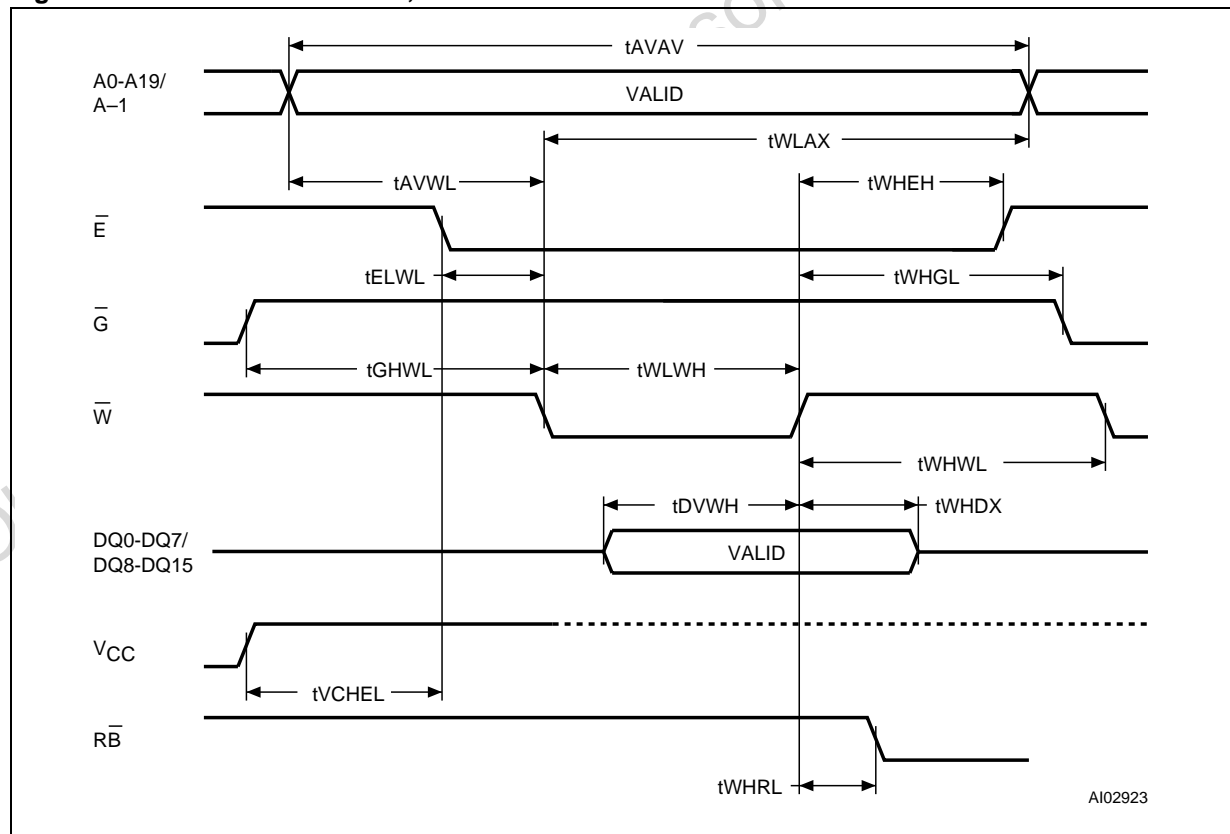 tAVAV
A0-A19/
A–1
VALID
tWLAX
tAVWL
tWHEH
E̅
tELWL
tWHGL
G̅
tGHWL
tWLWH
W̅
tWHWL
tDVWH
tWHDX
DQ0-DQ7/
DQ8-DQ15
VALID
VCC
tVCHEL
RB̅
tWHRL
AI02923